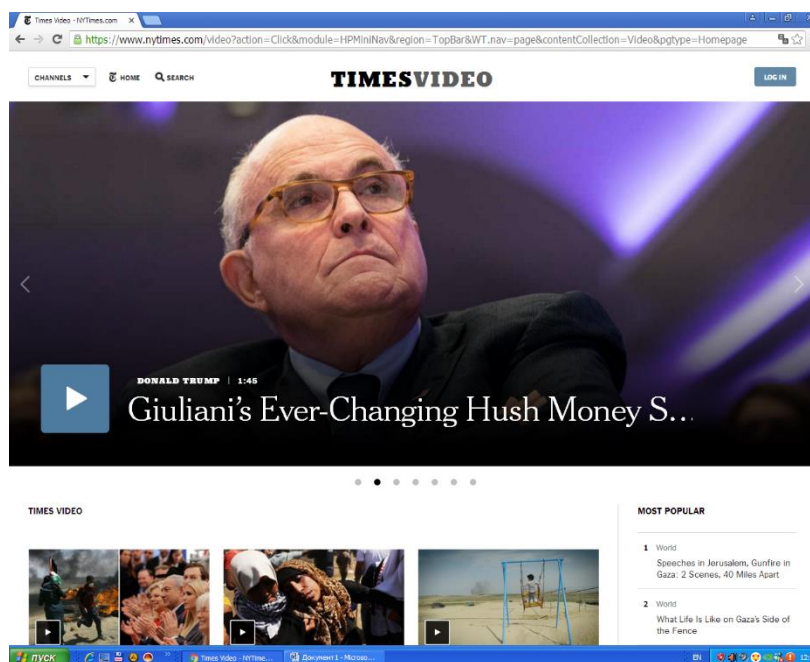 Times Video - NYTimes.com
https://www.nytimes.com/video?action=Click&module=HPMiniNav&region=TopBar&WT.nav=page&contentCollection=Video&pgtype=Homepage
CHANNELS HOME SEARCH TIMESVIDEO LOG IN
DONALD TRUMP | 1:45
Giuliani's Ever-Changing Hush Money S...
TIMES VIDEO
MOST POPULAR
1 World
Speeches in Jerusalem, Gunfire in
Gaza: 2 Scenes, 40 Miles Apart
2 World
What Life Is Like on Gaza's Side of
the Fence
пуск Times Video - NYTime... Документ1 - Microso... EN